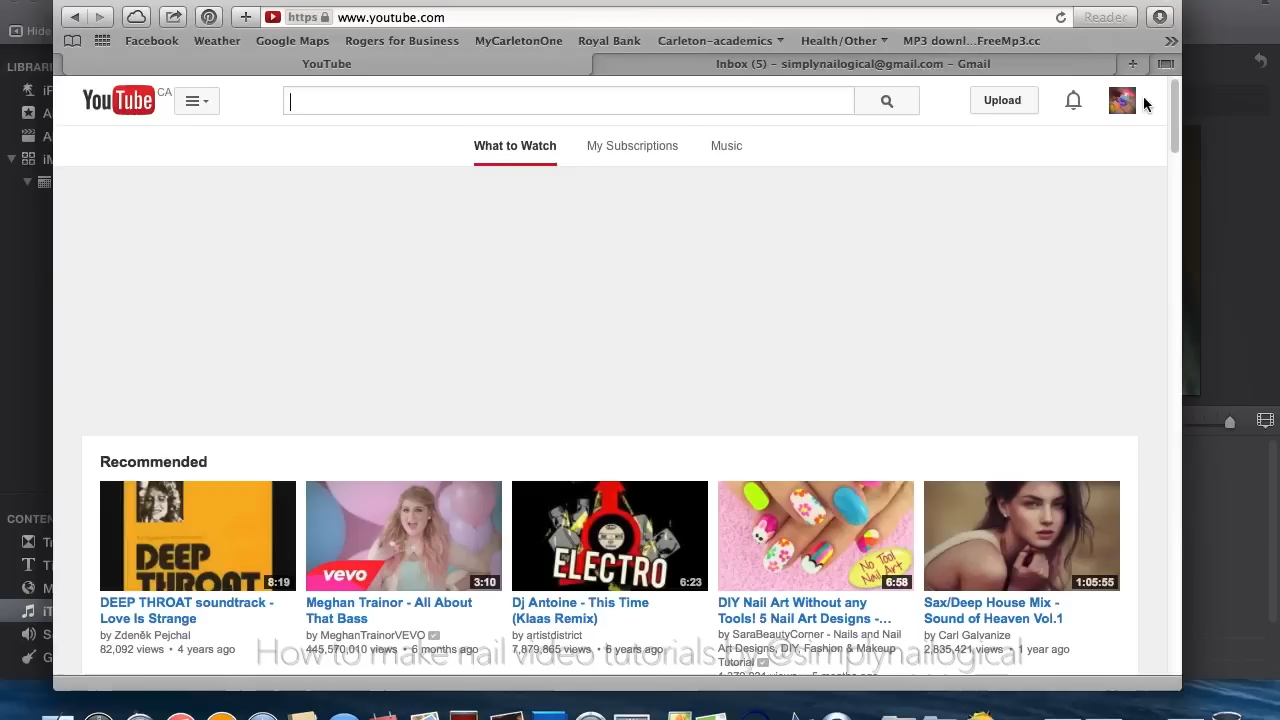 https www.youtube.com Reader
Facebook Weather Google Maps Rogers for Business MyCarletonOne Royal Bank Carleton-academics Health/Other MP3 downl...FreeMp3.cc
YouTube Inbox (5) – simplynailogical@gmail.com – Gmail
Hide
LIBRARI
YouTube CA
Upload
What to Watch My Subscriptions Music
Recommended
DEEP
THROAT
8:19
vevo
3:10
ELECTRO
6:23
No Tool
Nail Art
6:58
1:05:55
DEEP THROAT soundtrack -
Love Is Strange
by Zdeněk Pejchal
82,092 views • 4 years ago
Meghan Trainor - All About
That Bass
by MeghanTrainorVEVO
445,570,010 views • 6 months ago
Dj Antoine - This Time
(Klaas Remix)
by artistdistrict
7,879,865 views • 6 years ago
DIY Nail Art Without any
Tools! 5 Nail Art Designs -...
by SaraBeautyCorner - Nails and Nail
Art Designs, DIY, Fashion & Makeup
Tutorial
Sax/Deep House Mix -
Sound of Heaven Vol.1
by Carl Galvanize
2,835,421 views • 1 year ago
CONTEN
How to make nail video tutorials by @simplynailogical